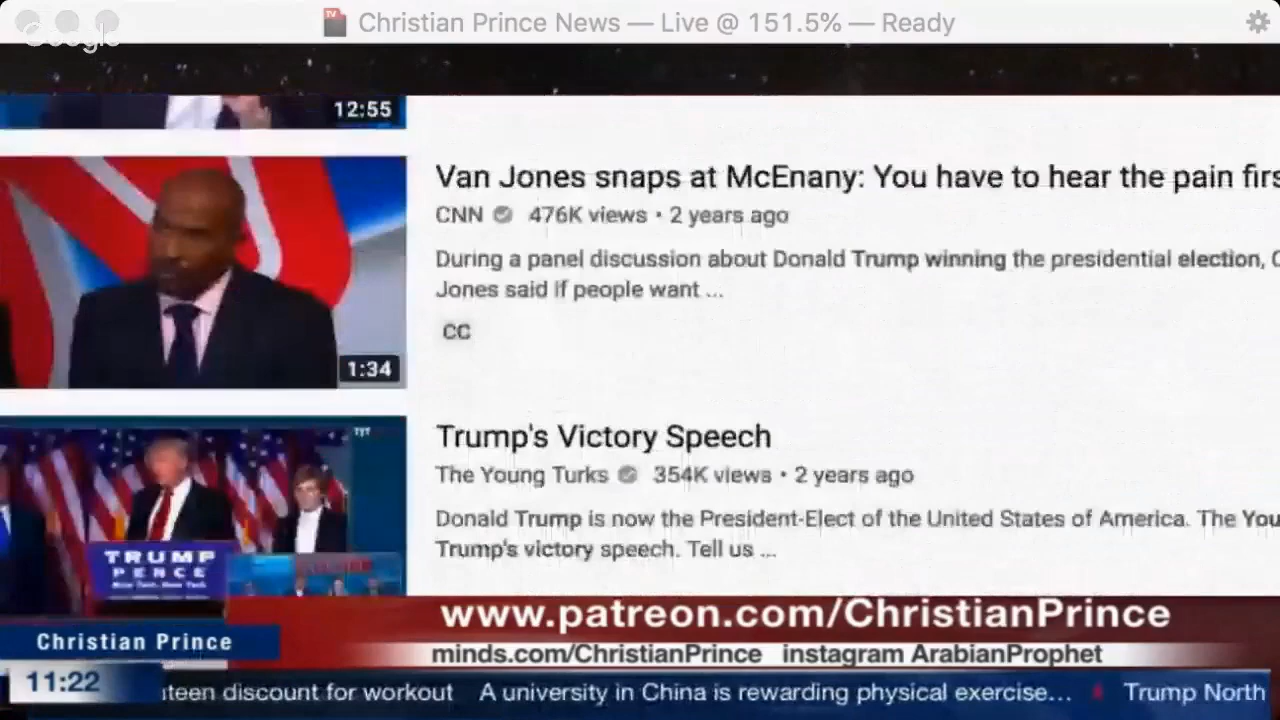 Christian Prince News — Live @ 151.5% — Ready
Google
12:55
Van Jones snaps at McEnany: You have to hear the pain firs
CNN 476K views • 2 years ago
During a panel discussion about Donald Trump winning the presidential election, C
Jones said if people want ...
CC
1:34
Trump's Victory Speech
TYT
The Young Turks 354K views • 2 years ago
Donald Trump is now the President-Elect of the United States of America. The You
Trump's victory speech. Tell us ...
TRUMP
PENCE
www.patreon.com/ChristianPrince
Christian Prince
minds.com/ChristianPrince instagram ArabianProphet
11:22
teen discount for workout A university in China is rewarding physical exercise... Trump North